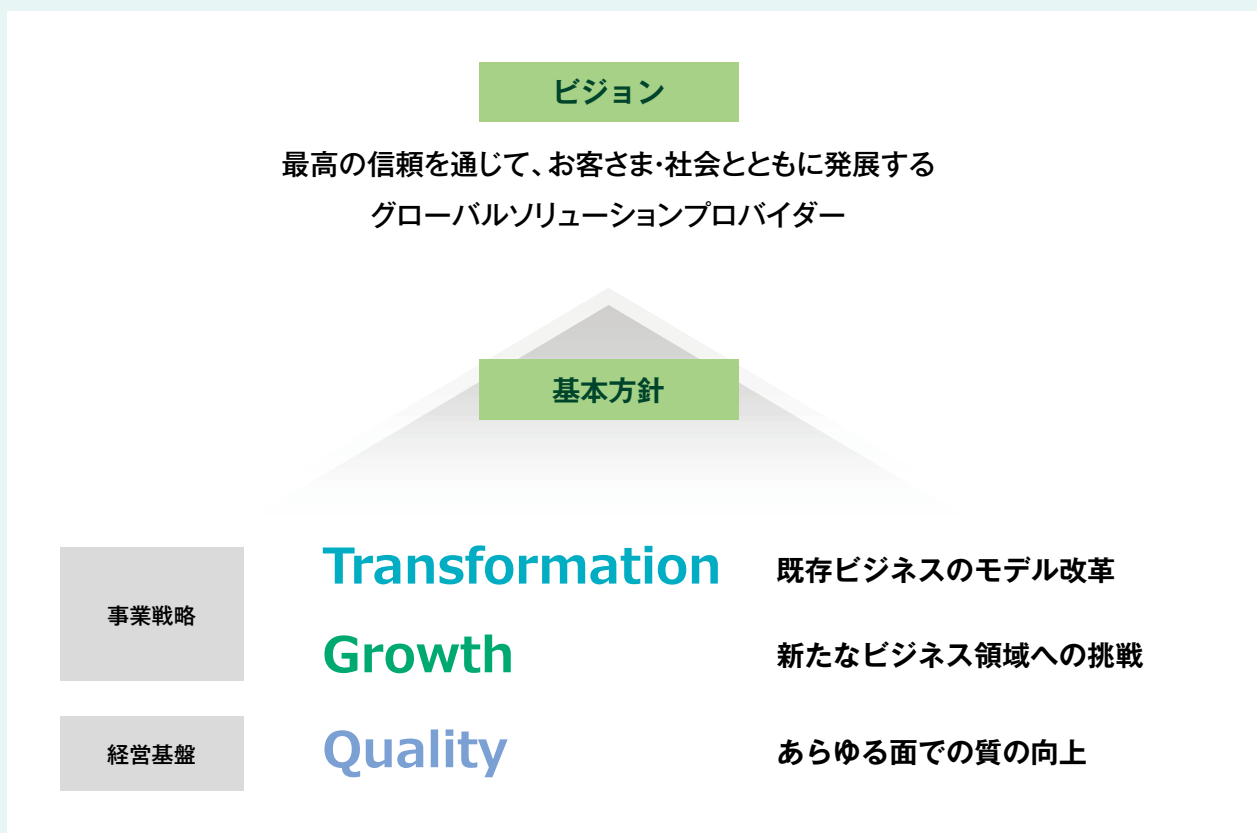 ビジョン
最高の信頼を通じて、お客さま・社会とともに発展する
グローバルソリューションプロバイダー
基本方針
事業戦略
Transformation 既存ビジネスのモデル改革
Growth 新たなビジネス領域への挑戦
経営基盤
Quality あらゆる面での質の向上